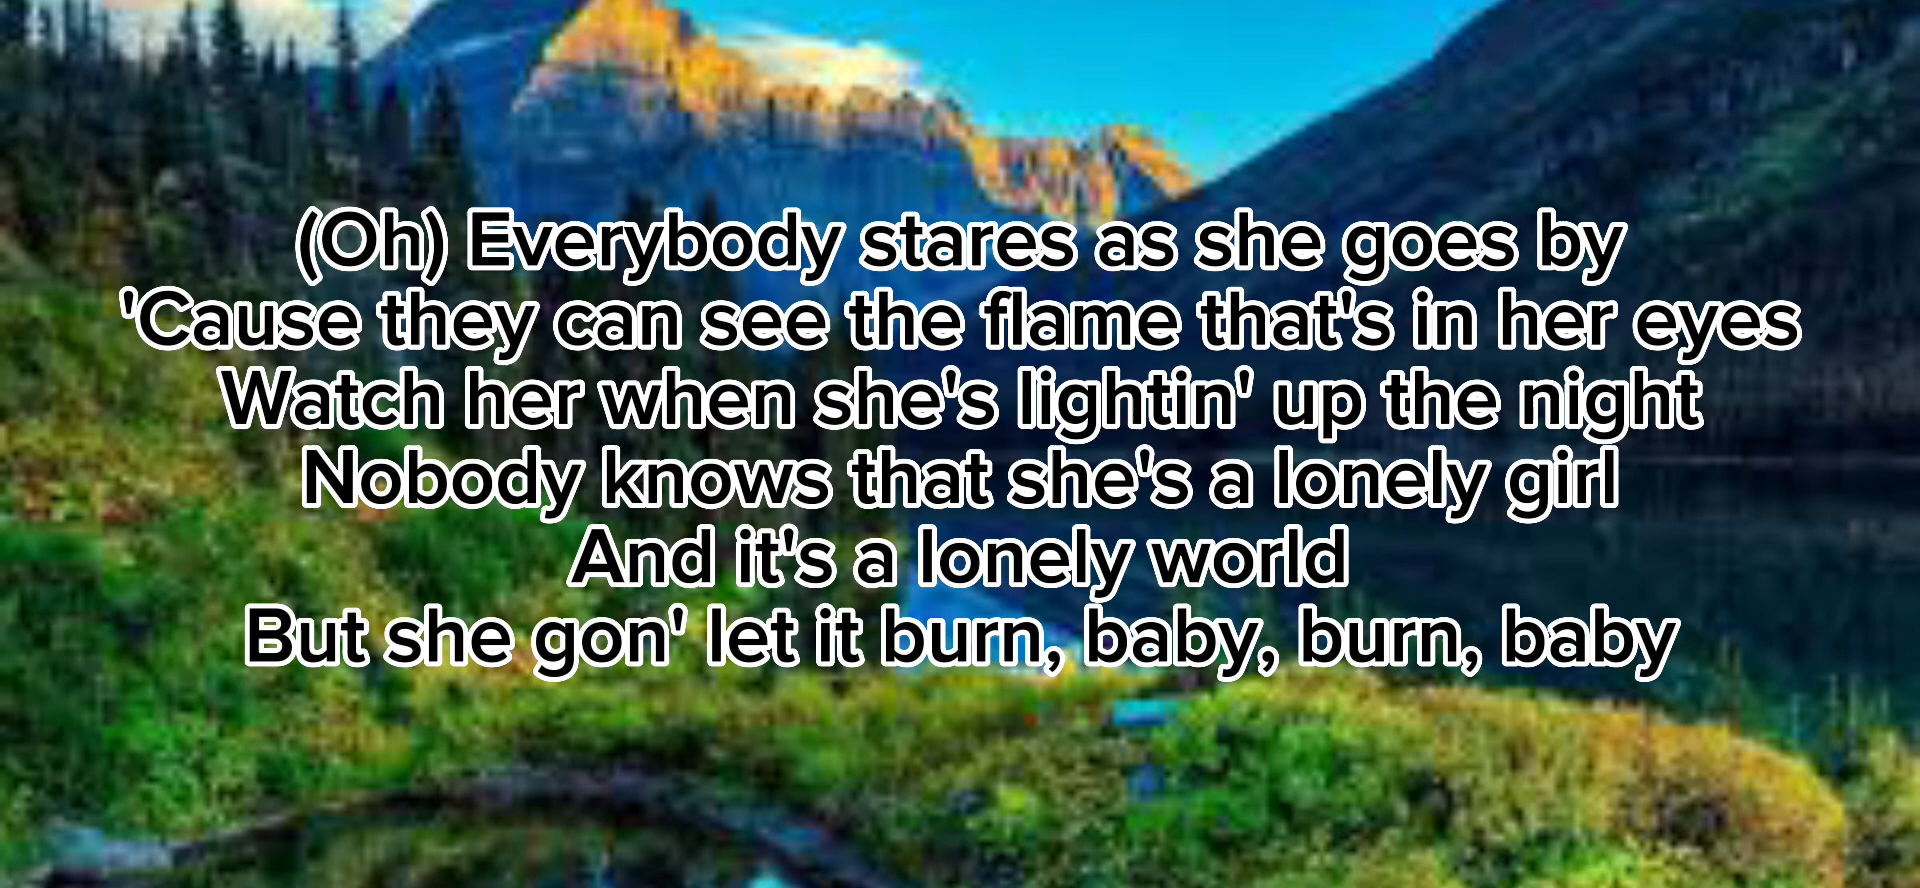 (Oh) Everybody stares as she goes by
'Cause they can see the flame that's in her eyes
Watch her when she's lightin' up the night
Nobody knows that she's a lonely girl
And it's a lonely world
But she gon' let it burn, baby, burn, baby